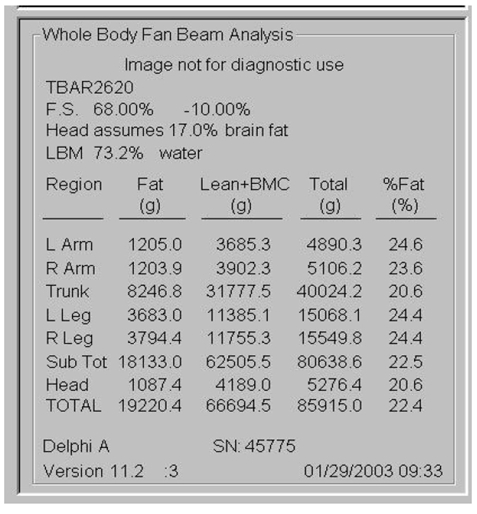 Whole Body Fan Beam Analysis
Image not for diagnostic use
TBAR2620
F.S. 68.00% -10.00%
Head assumes 17.0% brain fat
LBM 73.2% water
Region Fat Lean+BMC Total %Fat
(g) (g) (g) (%)
L Arm 1205.0 3685.3 4890.3 24.6
R Arm 1203.9 3902.3 5106.2 23.6
Trunk 8246.8 31777.5 40024.2 20.6
L Leg 3683.0 11385.1 15068.1 24.4
R Leg 3794.4 11755.3 15549.8 24.4
Sub Tot 18133.0 62505.5 80638.6 22.5
Head 1087.4 4189.0 5276.4 20.6
TOTAL 19220.4 66694.5 85915.0 22.4
Delphi A SN: 45775
Version 11.2 :3 01/29/2003 09:33